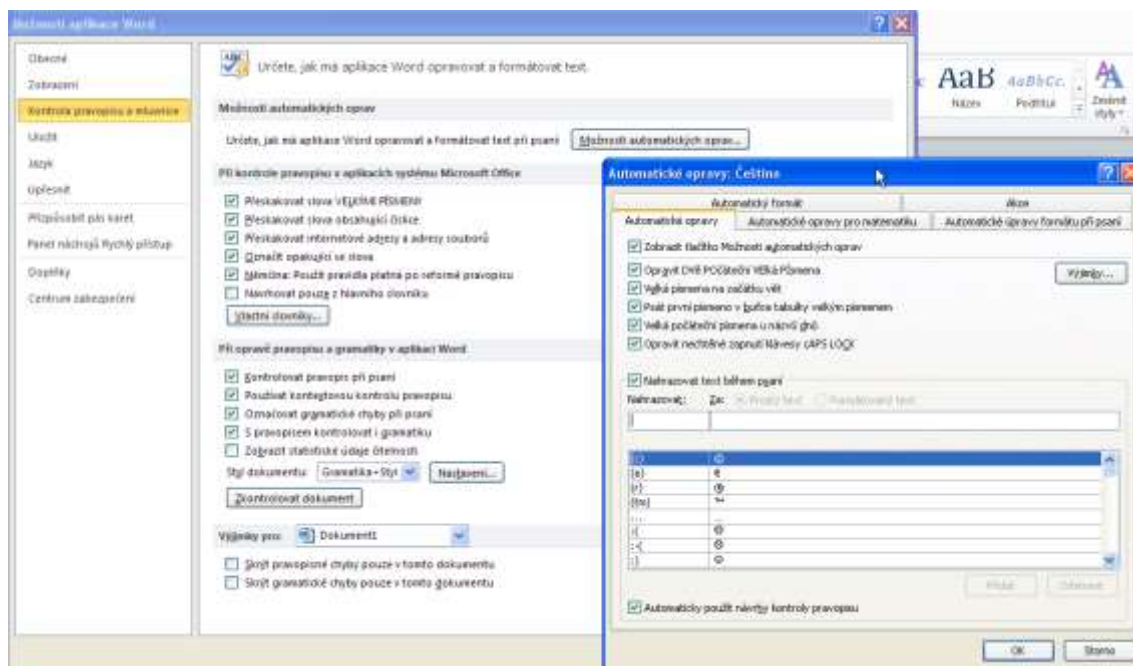 Možnosti aplikace Word
Obecné
Zobrazení
Kontrola pravopisu a mluvnice
Uložit
Jazyk
Upřesnit
Přizpůsobit pás karet
Panel nástrojů Rychlý přístup
Doplňky
Centrum zabezpečení
ABC
Určete, jak má aplikace Word opravovat a formátovat text.
Možnosti automatických oprav
Určete, jak má aplikace Word opravovat a formátovat text při psaní
Možnosti automatických oprav...
Při kontrole pravopisu v aplikacích systému Microsoft Office
Přeskakovat slova VELKÝMI PÍSMENY
Přeskakovat slova obsahující číslice
Přeskakovat internetové adresy a adresy souborů
Označit opakující se slova
Němčina: Použít pravidla platná po reformě pravopisu
Navrhovat pouze z hlavního slovníku
Vlastní slovníky...
Při opravě pravopisu a gramatiky v aplikaci Word
Kontrolovat pravopis při psaní
Používat kontextovou kontrolu pravopisu
Označovat gramatické chyby při psaní
S pravopisem kontrolovat i gramatiku
Zobrazit statistické údaje čitelnosti
Styl dokumentu: Gramatika+Styl Nastavení...
Zkontrolovat dokument
Výjimky pro: Dokument1
Skrýt pravopisné chyby pouze v tomto dokumentu
Skrýt gramatické chyby pouze v tomto dokumentu
AaB AaBbCc.
Název Podtitul Změnit styly
Automatické opravy: Čeština
Automatický formát Akce
Automatické opravy Automatické opravy pro matematiku Automatické úpravy formátu při psaní
Zobrazit tlačítko Možnosti automatických oprav
Opravit DVě POčáteční VElká PÍsmena
Výjimky...
Velká písmena na začátku vět
Psát první písmeno v buňce tabulky velkým písmenem
Velká počáteční písmena u názvů dnů
Opravit nechtěné zapnutí klávesy cAPS LOCK
Nahrazovat text během psaní
Nahrazovat: Za: Prostý text Formátovaný text
(c) ©
(e) €
(r) ®
(tm) ™
... …
:( ☹
:-( ☹
:) ☺
Přidat Odstranit
Automaticky použít návrhy kontroly pravopisu
OK Storno